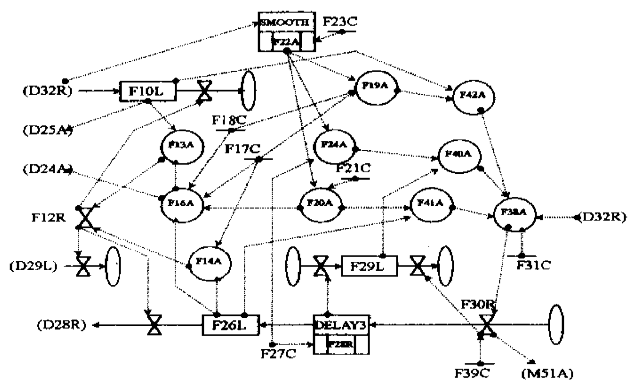 SMOOTH
F23C
F22A
(D32R)
F10L
F19A
F42A
(D25A)
F18C
F13A
F17C
F24A
F40A
(D24A)
F21C
F16A
F20A
F41A
F38A
(D32R)
F12R
F14A
F31C
(D29L)
F29L
F30R
(D28R)
F26L
DELAY3
F28R
F27C
F39C
(M51A)